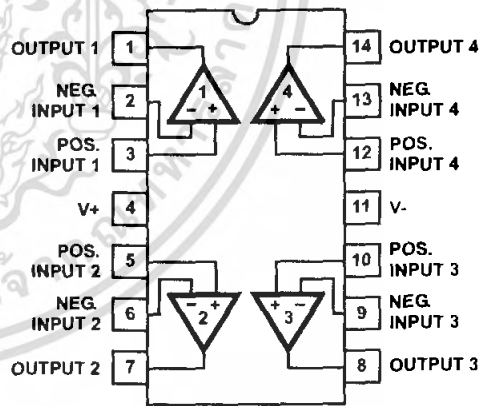 OUTPUT 1 1
14 OUTPUT 4
NEG. INPUT 1 2
1 - +
4 + -
13 NEG. INPUT 4
POS. INPUT 1 3
12 POS. INPUT 4
V+ 4
11 V-
POS. INPUT 2 5
10 POS. INPUT 3
NEG. INPUT 2 6
- + 2
+ - 3
9 NEG. INPUT 3
OUTPUT 2 7
8 OUTPUT 3